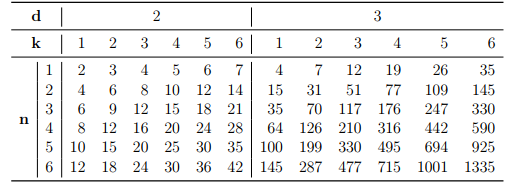 d 2 3
k 1 2 3 4 5 6 1 2 3 4 5 6
n 1 2 3 4 5 6 7 4 7 12 19 26 35
2 4 6 8 10 12 14 15 31 51 77 109 145
3 6 9 12 15 18 21 35 70 117 176 247 330
4 8 12 16 20 24 28 64 126 210 316 442 590
5 10 15 20 25 30 35 100 199 330 495 694 925
6 12 18 24 30 36 42 145 287 477 715 1001 1335